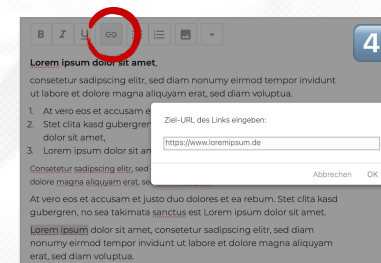 B I U
4
Lorem ipsum dolor sit amet,
consetetur sadipscing elitr, sed diam nonumy eirmod tempor invidunt
ut labore et dolore magna aliquyam erat, sed diam voluptua.
1. At vero eos et accusam e
2. Stet clita kasd gubergren
dolor sit amet,
3. Lorem ipsum dolor sit am
Ziel-URL des Links eingeben:
https://www.loremipsum.de
Abbrechen OK
Consetetur sadipscing elitr, sed
dolore magna aliquyam erat, se
At vero eos et accusam et justo duo dolores et ea rebum. Stet clita kasd
gubergren, no sea takimata sanctus est Lorem ipsum dolor sit amet.
Lorem ipsum dolor sit amet, consetetur sadipscing elitr, sed diam
nonumy eirmod tempor invidunt ut labore et dolore magna aliquyam
erat, sed diam voluptua.